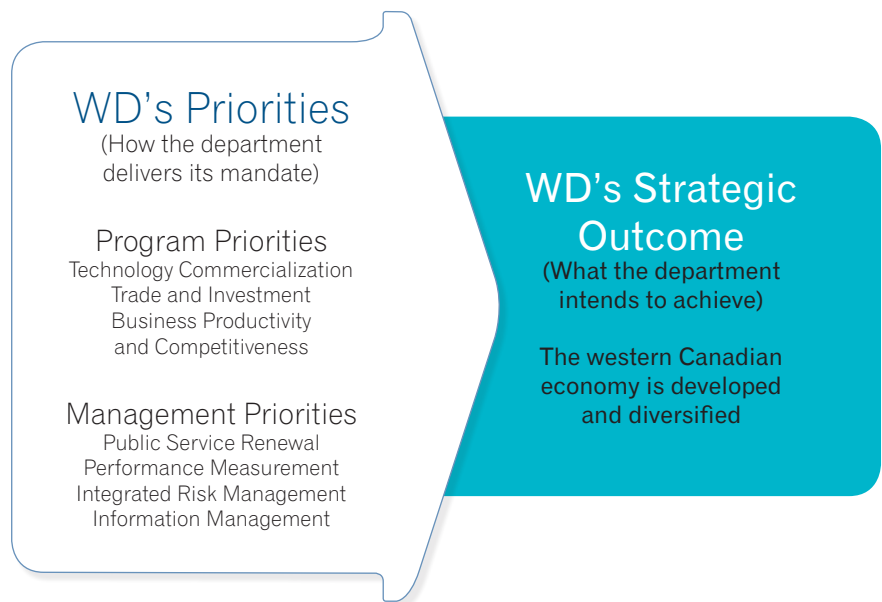 WD's Priorities
(How the department
delivers its mandate)
Program Priorities
Technology Commercialization
Trade and Investment
Business Productivity
and Competitiveness
Management Priorities
Public Service Renewal
Performance Measurement
Integrated Risk Management
Information Management
WD's Strategic
Outcome
(What the department
intends to achieve)
The western Canadian
economy is developed
and diversified